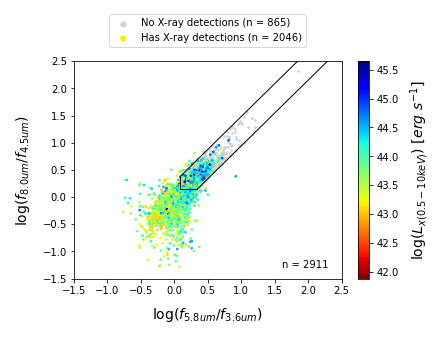 No X-ray detections (n = 865)
Has X-ray detections (n = 2046)
2.5
2.0
1.5
1.0
0.5
0.0
−0.5
−1.0
−1.5
log(f8.0um/f4.5um)
n = 2911
−1.5 −1.0 −0.5 0.0 0.5 1.0 1.5 2.0 2.5
log(f5.8um/f3.6um)
45.5
45.0
44.5
44.0
43.5
43.0
42.5
42.0
log(Lx(0.5−10keV)) [erg s−1]